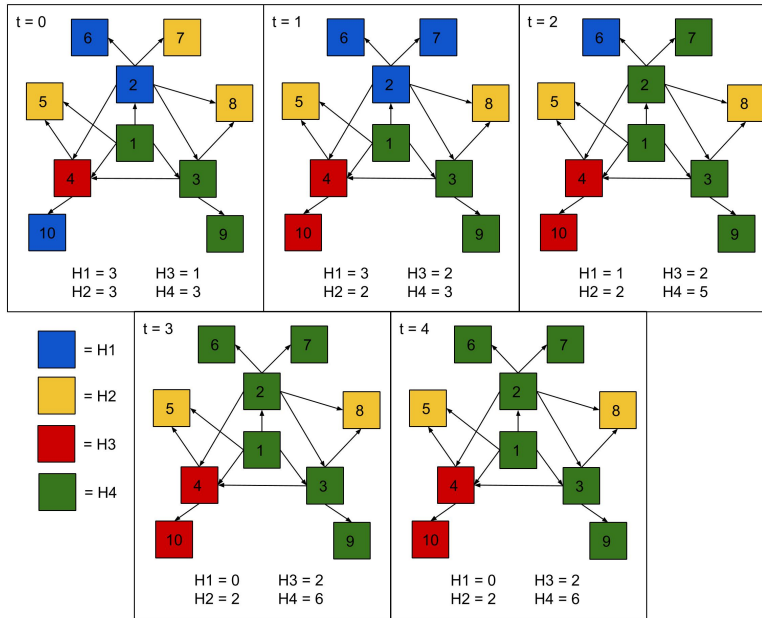 t = 0
6
7
2
5
8
1
4
3
10
9
H1 = 3 H3 = 1
H2 = 3 H4 = 3
t = 1
6
7
2
5
8
1
4
3
10
9
H1 = 3 H3 = 2
H2 = 2 H4 = 3
t = 2
6
7
2
5
8
1
4
3
10
9
H1 = 1 H3 = 2
H2 = 2 H4 = 5
= H1
= H2
= H3
= H4
t = 3
6
7
2
5
8
1
4
3
10
9
H1 = 0 H3 = 2
H2 = 2 H4 = 6
t = 4
6
7
2
5
8
1
4
3
10
9
H1 = 0 H3 = 2
H2 = 2 H4 = 6